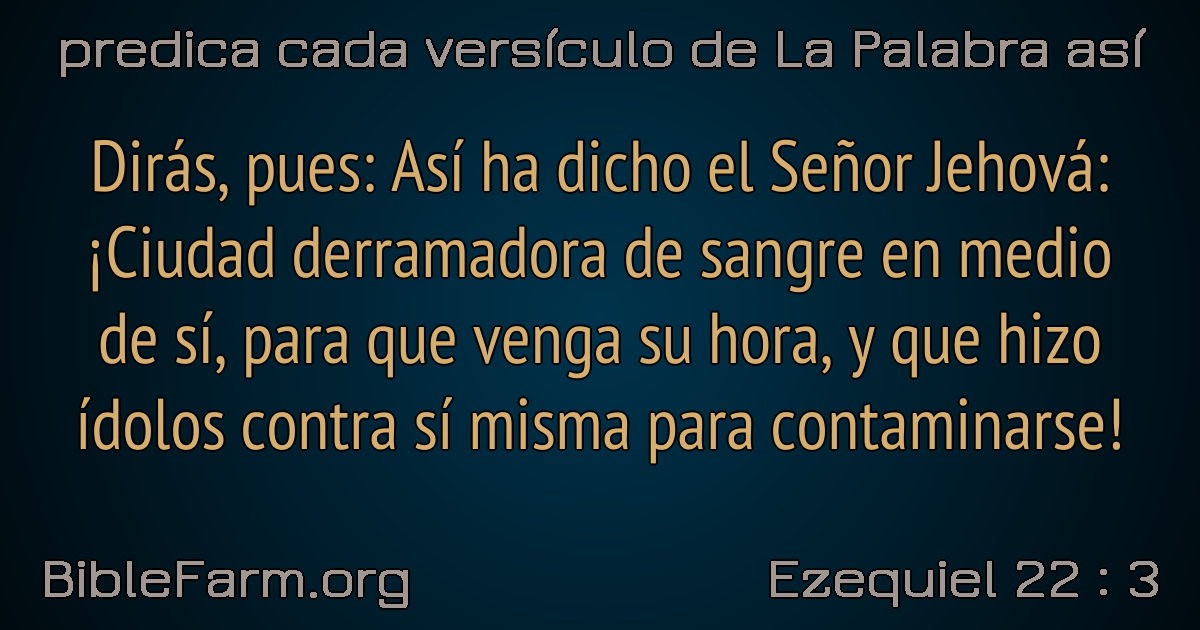 predica cada versículo de La Palabra así
Dirás, pues: Así ha dicho el Señor Jehová:
¡Ciudad derramadora de sangre en medio
de sí, para que venga su hora, y que hizo
ídolos contra sí misma para contaminarse!
BibleFarm.org
Ezequiel 22 : 3